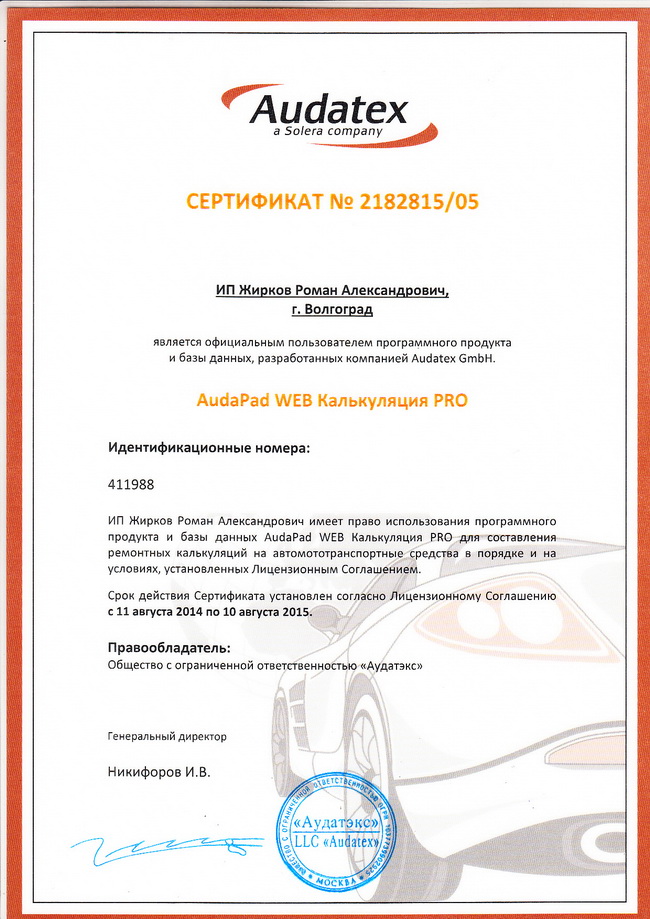 Audatex
a Solera company
СЕРТИФИКАТ № 2182815/05
ИП Жирков Роман Александрович,
г. Волгоград
является официальным пользователем программного продукта
и базы данных, разработанных компанией Audatex GmbH.
AudaPad WEB Калькуляция PRO
Идентификационные номера:
411988
ИП Жирков Роман Александрович имеет право использования программного
продукта и базы данных AudaPad WEB Калькуляция PRO для составления
ремонтных калькуляций на автомототранспортные средства в порядке и на
условиях, установленных Лицензионным Соглашением.
Срок действия Сертификата установлен согласно Лицензионному Соглашению
с 11 августа 2014 по 10 августа 2015.
Правообладатель:
Общество с ограниченной ответственностью «Аудатэкс»
Генеральный директор
Никифоров И.В.
ОБЩЕСТВО С ОГРАНИЧЕННОЙ ОТВЕТСТВЕННОСТЬЮ ОГРН
«Аудатэкс»
LLC «Audatex»
МОСКВА